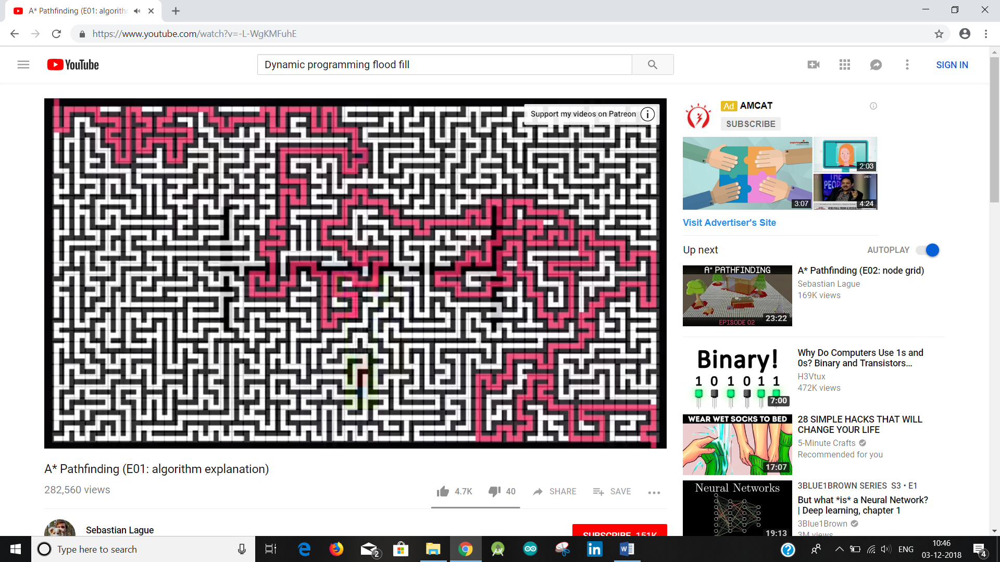 A* Pathfinding (E01: algorith
https://www.youtube.com/watch?v=-L-WgKMFuhE
YouTube
Dynamic programming flood fill
SIGN IN
Support my videos on Patreon
Ad AMCAT
SUBSCRIBE
3:07
2:03
4:24
Visit Advertiser's Site
Up next
AUTOPLAY
A* PATHFINDING
EPISODE 02
23:22
A* Pathfinding (E02: node grid)
Sebastian Lague
169K views
Binary!
1 0 1 0 1 1
7:00
Why Do Computers Use 1s and
0s? Binary and Transistors...
H3Vtux
472K views
WEAR WET SOCKS TO BED
17:07
28 SIMPLE HACKS THAT WILL
CHANGE YOUR LIFE
5-Minute Crafts
Recommended for you
Neural Networks
19:13
3BLUE1BROWN SERIES S3 • E1
But what *is* a Neural Network?
| Deep learning, chapter 1
3Blue1Brown
3M views
A* Pathfinding (E01: algorithm explanation)
282,560 views
4.7K
40
SHARE
SAVE
Sebastian Lague
SUBSCRIBE 151K
Type here to search
2
ENG
10:46
03-12-2018
4